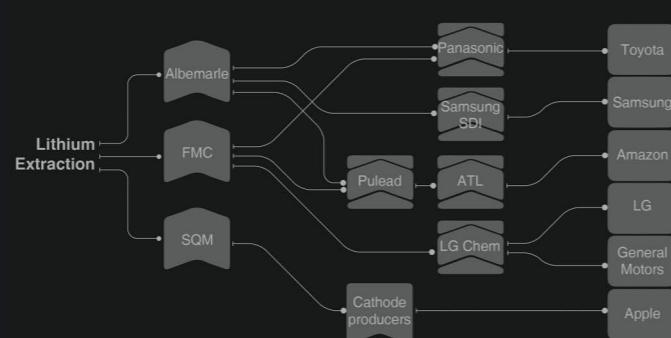 Lithium
Extraction
Albemarle
FMC
SQM
Pulead
Cathode
producers
Panasonic
Samsung
SDI
ATL
LG Chem
Toyota
Samsung
Amazon
LG
General
Motors
Apple